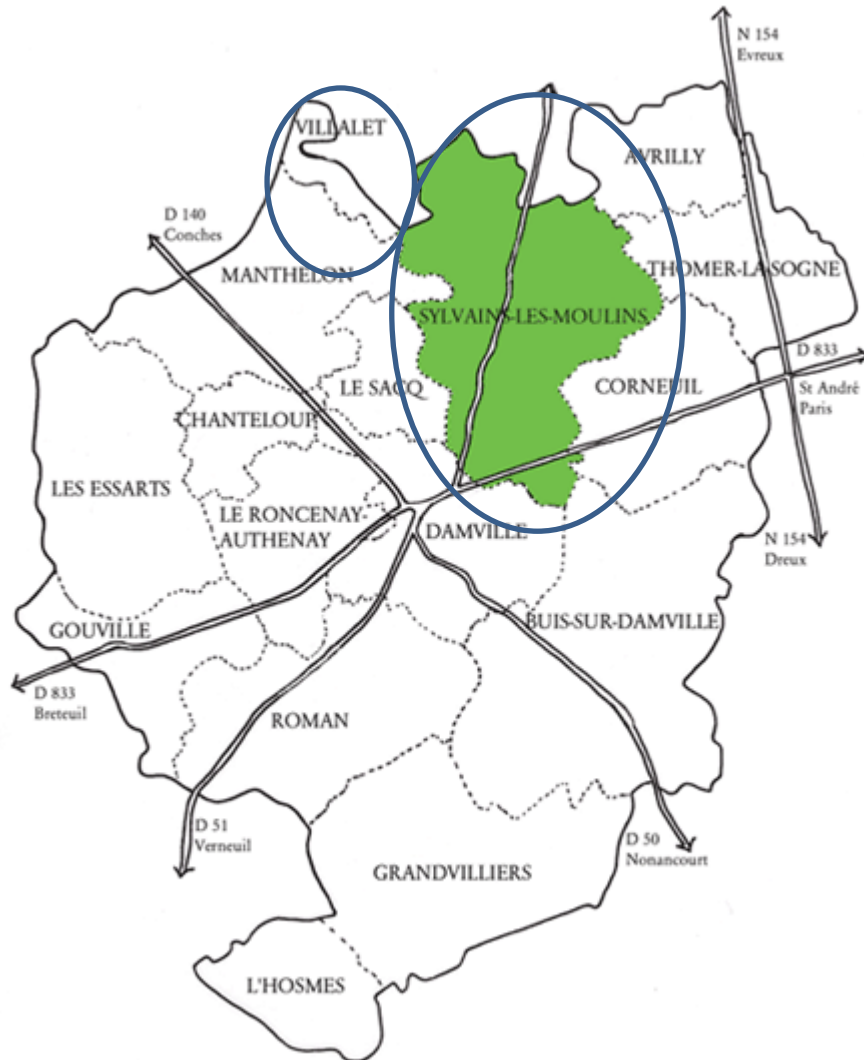 N 154
Evreux
VILLALET
AVRILLY
D 140
Conches
MANTHELON
THOMER-LA-SOGNE
SYLVAINS-LES-MOULINS
D 833
St André
Paris
LE SACQ
CORNEUIL
CHANTELOUP
LES ESSARTS
LE RONCENAY-
AUTHENAY
DAMVILLE
N 154
Dreux
GOUVILLE
BUIS-SUR-DAMVILLE
D 833
Breteuil
ROMAN
D 51
Verneuil
D 50
Nonancourt
GRANDVILLIERS
L'HOSMES